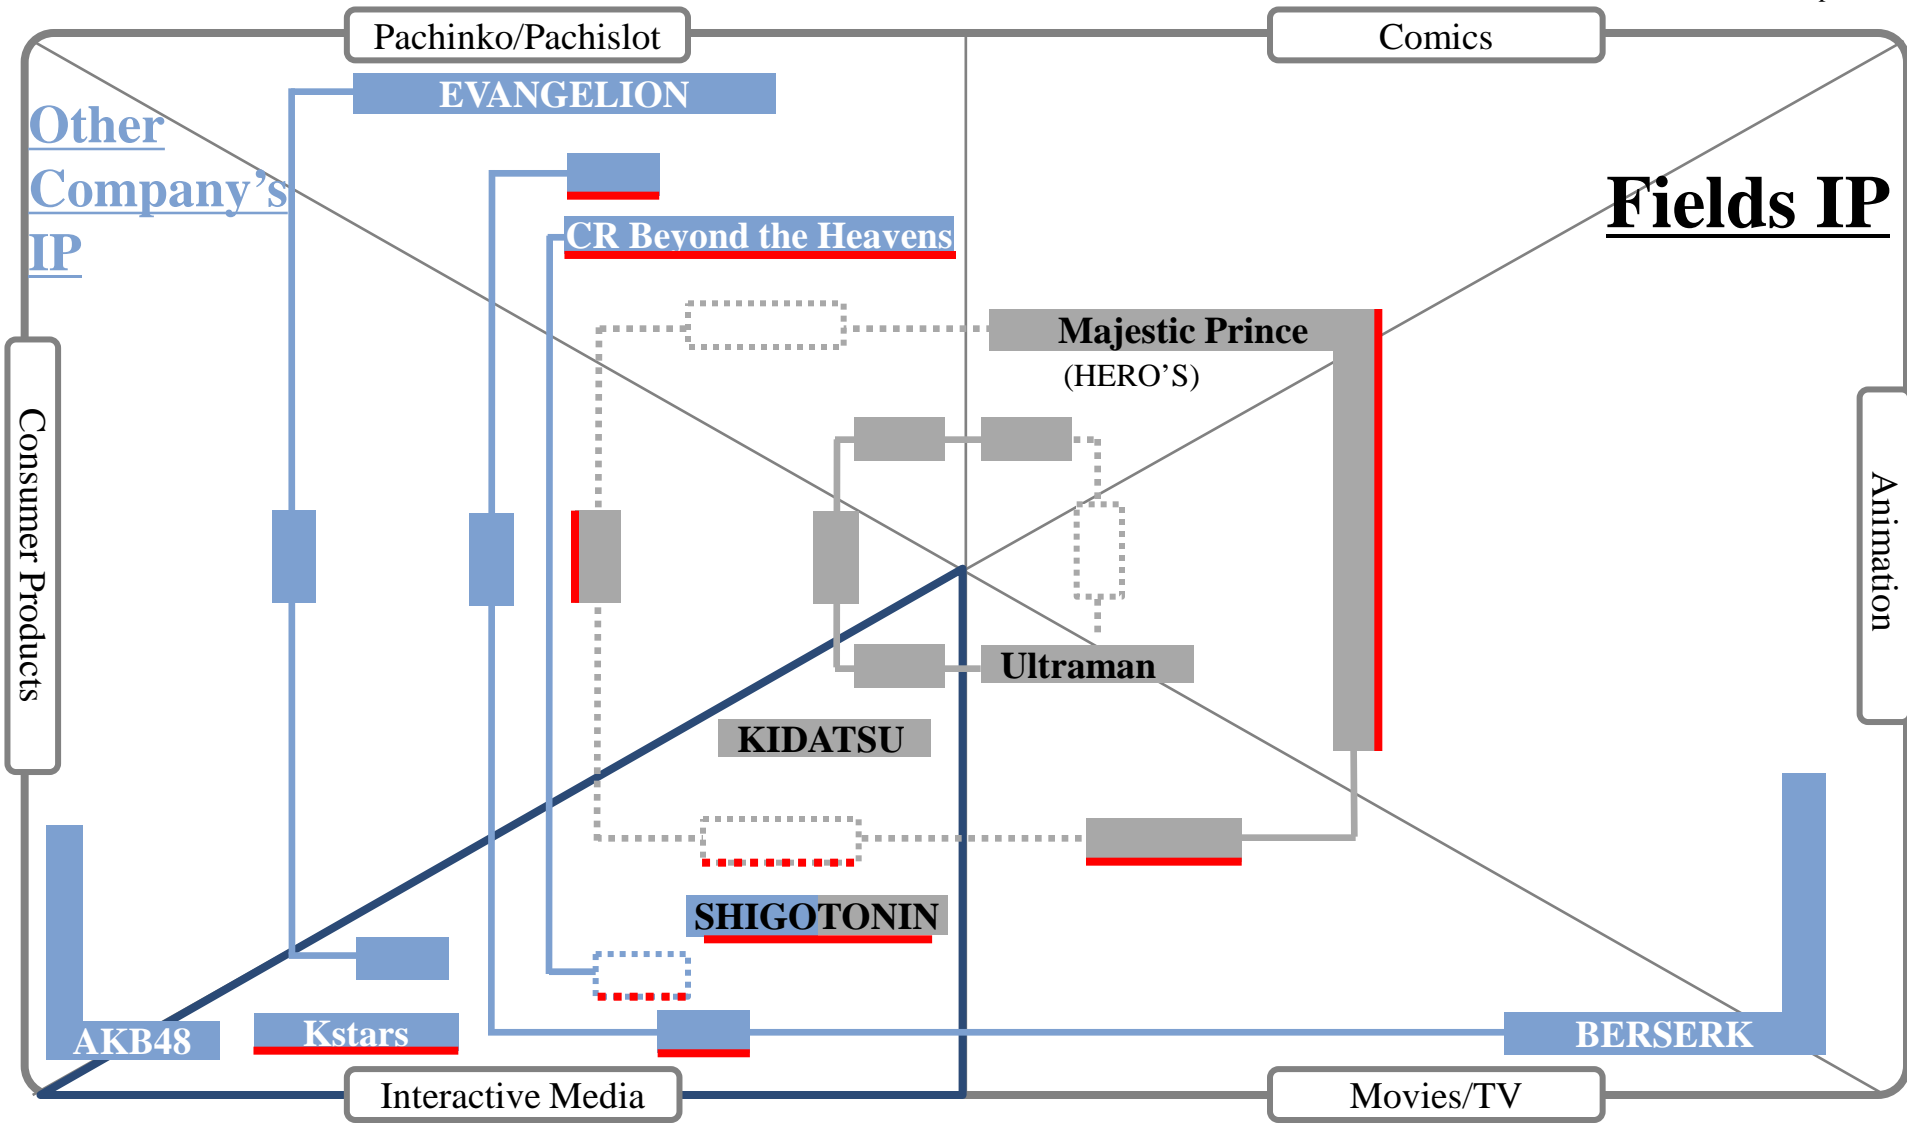 Pachinko/Pachislot
Comics
EVANGELION
Other
Company’s
IP
Fields IP
CR Beyond the Heavens
Majestic Prince
(HERO’S)
Consumer Products
Animation
Ultraman
KIDATSU
SHIGOTONIN
Kstars
AKB48
BERSERK
Interactive Media
Movies/TV